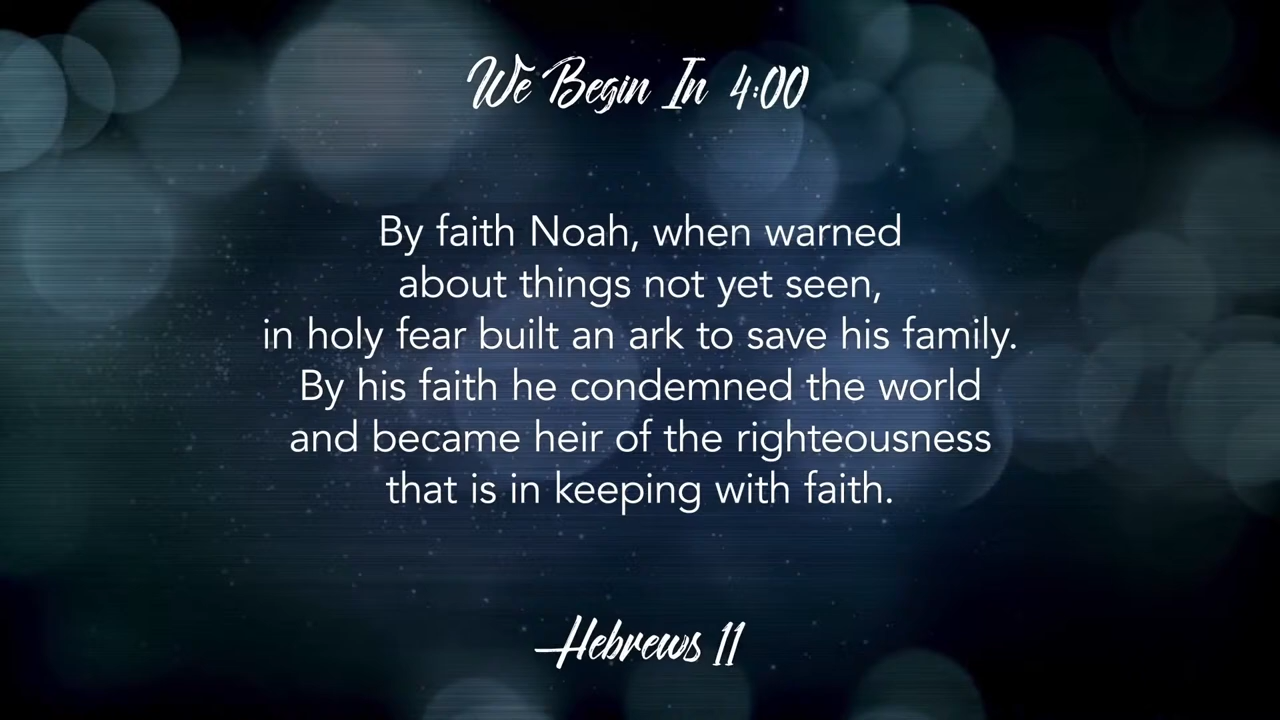 We Begin In 4:00
By faith Noah, when warned
about things not yet seen,
in holy fear built an ark to save his family.
By his faith he condemned the world
and became heir of the righteousness
that is in keeping with faith.
Hebrews 11